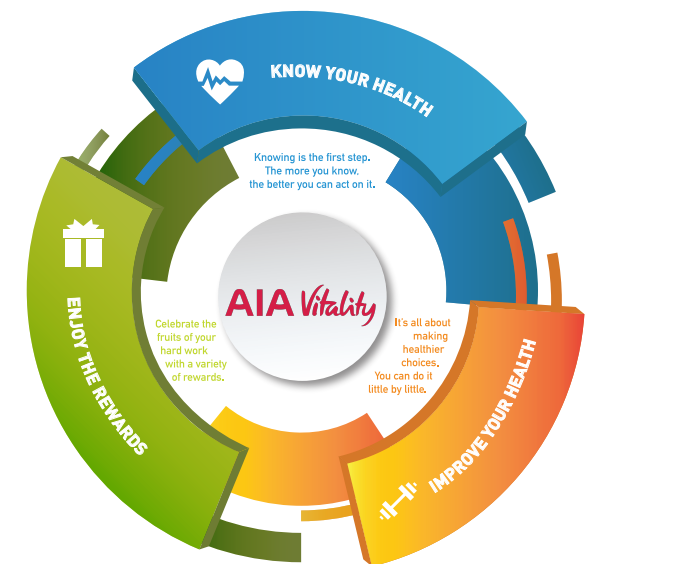 KNOW YOUR HEALTH
Knowing is the first step.
The more you know,
the better you can act on it.
AIA Vitality
It's all about
making
healthier
choices.
You can do it
little by little.
IMPROVE YOUR HEALTH
Celebrate the
fruits of your
hard work
with a variety
of rewards.
ENJOY THE REWARDS